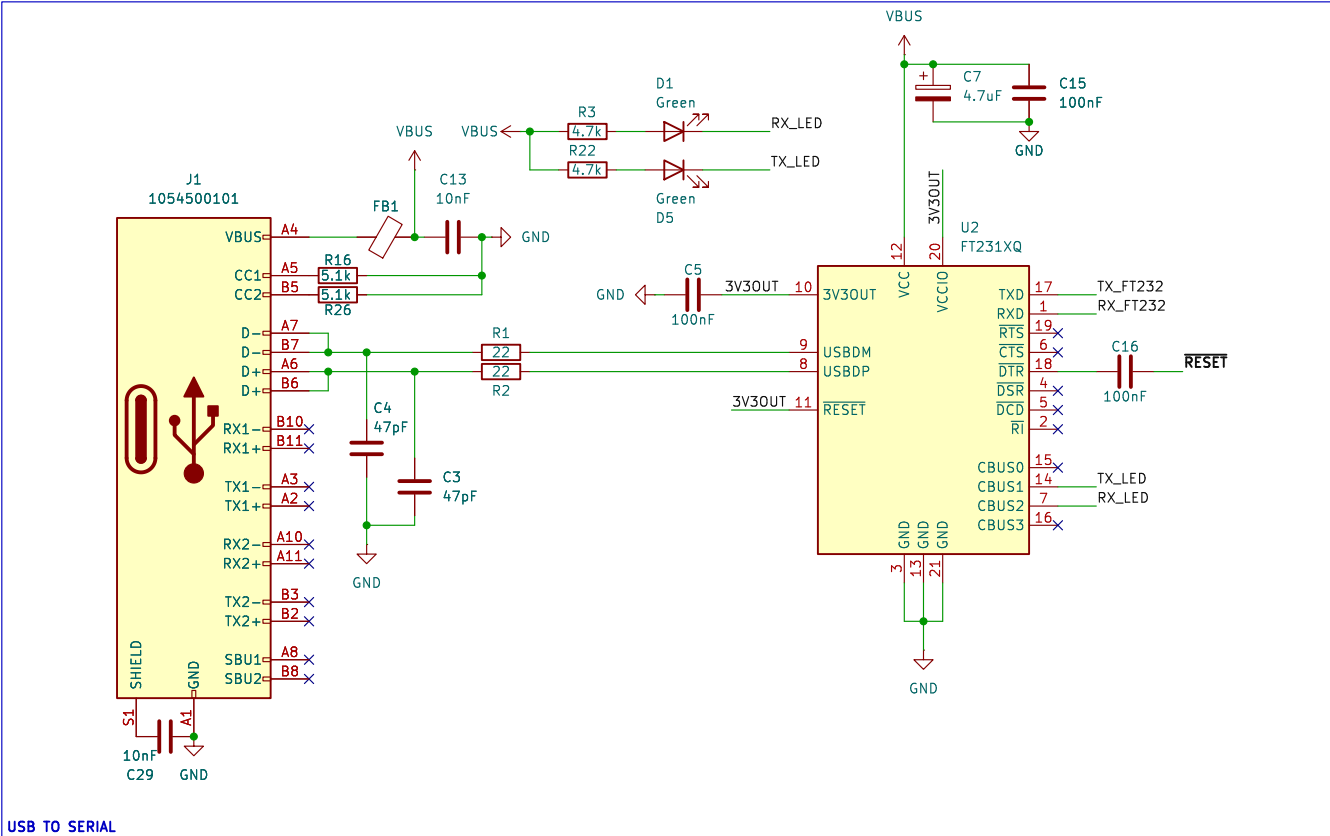 VBUS
D1
Green
R3
4.7k
RX_LED
VBUS
R22
4.7k
TX_LED
Green
D5
+
C7
4.7uF
C15
100nF
GND
VBUS
J1
1054500101
FB1
C13
10nF
GND
VBUS
A4
CC1
A5
R16
5.1k
CC2
B5
5.1k
R26
D-
A7
D-
B7
D+
A6
D+
B6
RX1-
B10
RX1+
B11
TX1-
A3
TX1+
A2
RX2-
A10
RX2+
A11
TX2-
B3
TX2+
B2
SBU1
A8
SBU2
B8
SHIELD
GND
S1
A1
10nF
C29
GND
R1
22
22
R2
C4
47pF
C3
47pF
GND
C5
GND
3V3OUT
100nF
3V3OUT
3V3OUT
U2
FT231XQ
12
20
VCC
VCCIO
10
3V3OUT
9
USBDM
8
USBDP
11
RESET
TXD
17
TX_FT232
RXD
1
RX_FT232
RTS
19
CTS
6
DTR
18
DSR
4
DCD
5
RI
2
C16
100nF
RESET
CBUS0
15
CBUS1
14
TX_LED
CBUS2
7
RX_LED
CBUS3
16
GND
GND
GND
3
13
21
GND
USB TO SERIAL